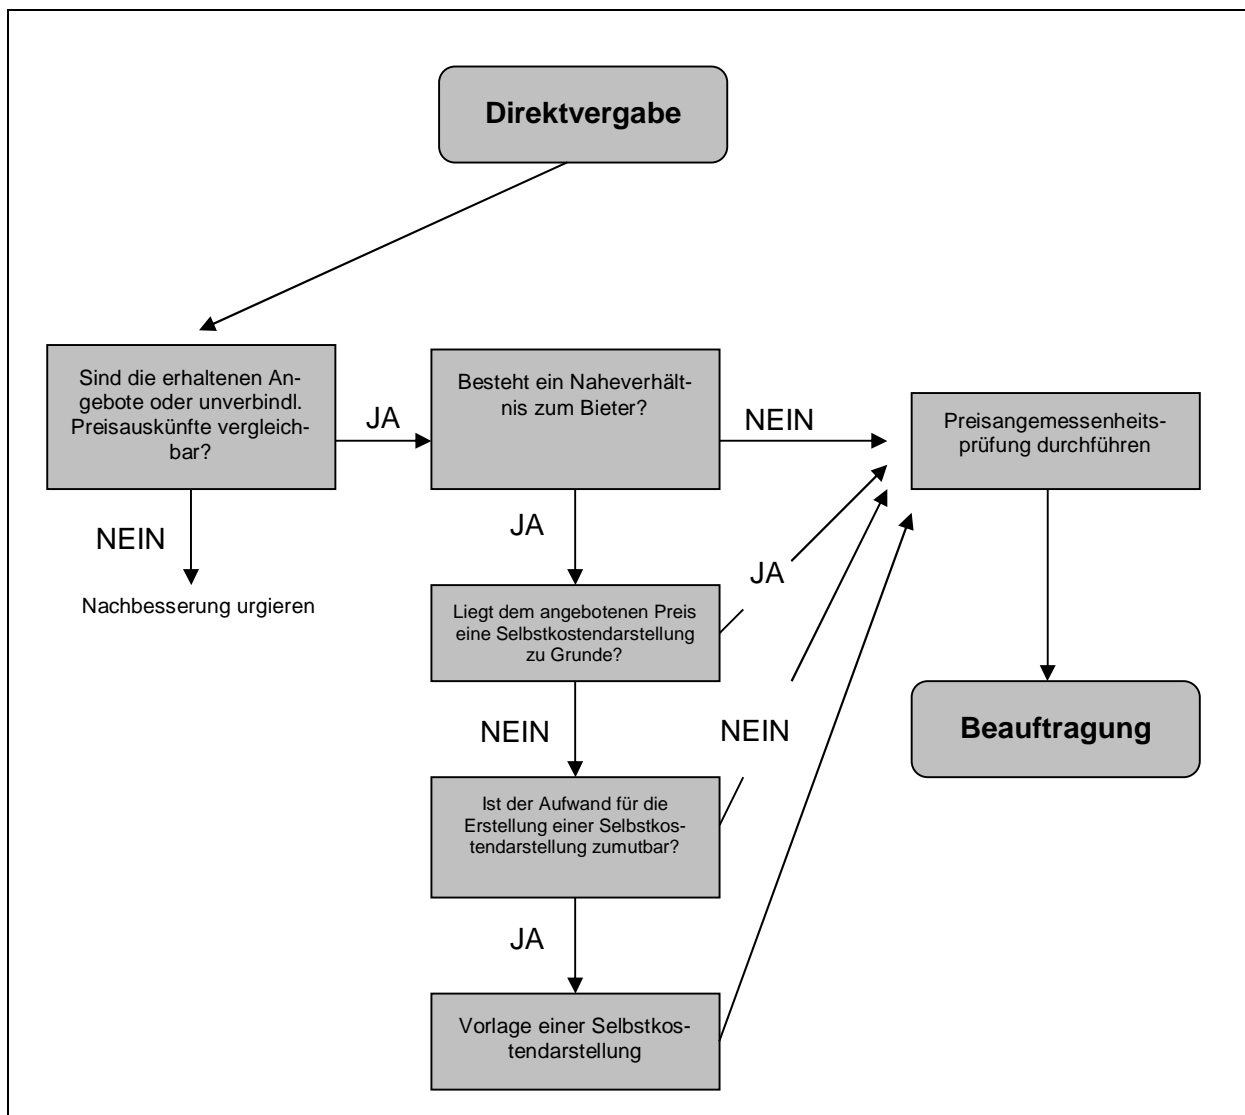 Direktvergabe
Sind die erhaltenen An-
gebote oder unverbindl.
Preisauskünfte vergleich-
bar?
JA
Besteht ein Naheverhält-
nis zum Bieter?
NEIN
Preisangemessenheits-
prüfung durchführen
NEIN
Nachbesserung urgieren
JA
Liegt dem angebotenen Preis
eine Selbstkostendarstellung
zu Grunde?
JA
NEIN
NEIN
Beauftragung
Ist der Aufwand für die
Erstellung einer Selbstkos-
tendarstellung zumutbar?
JA
Vorlage einer Selbstkos-
tendarstellung